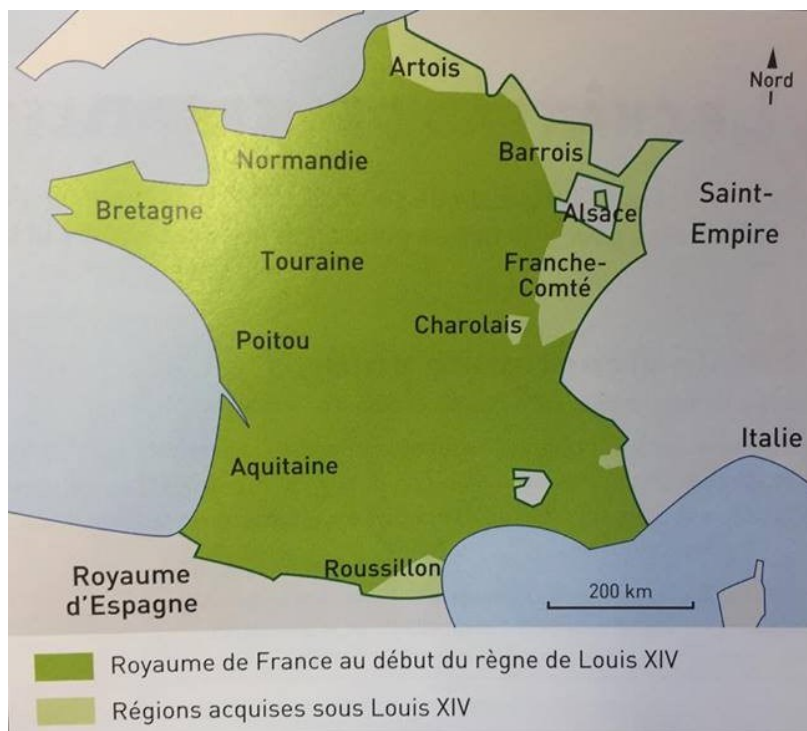 Artois
Nord
Normandie
Barrois
Bretagne
Alsace
Saint-
Empire
Touraine
Franche-
Comté
Charolais
Poitou
Italie
Aquitaine
Roussillon
Royaume
d'Espagne
200 km
Royaume de France au début du règne de Louis XIV
Régions acquises sous Louis XIV